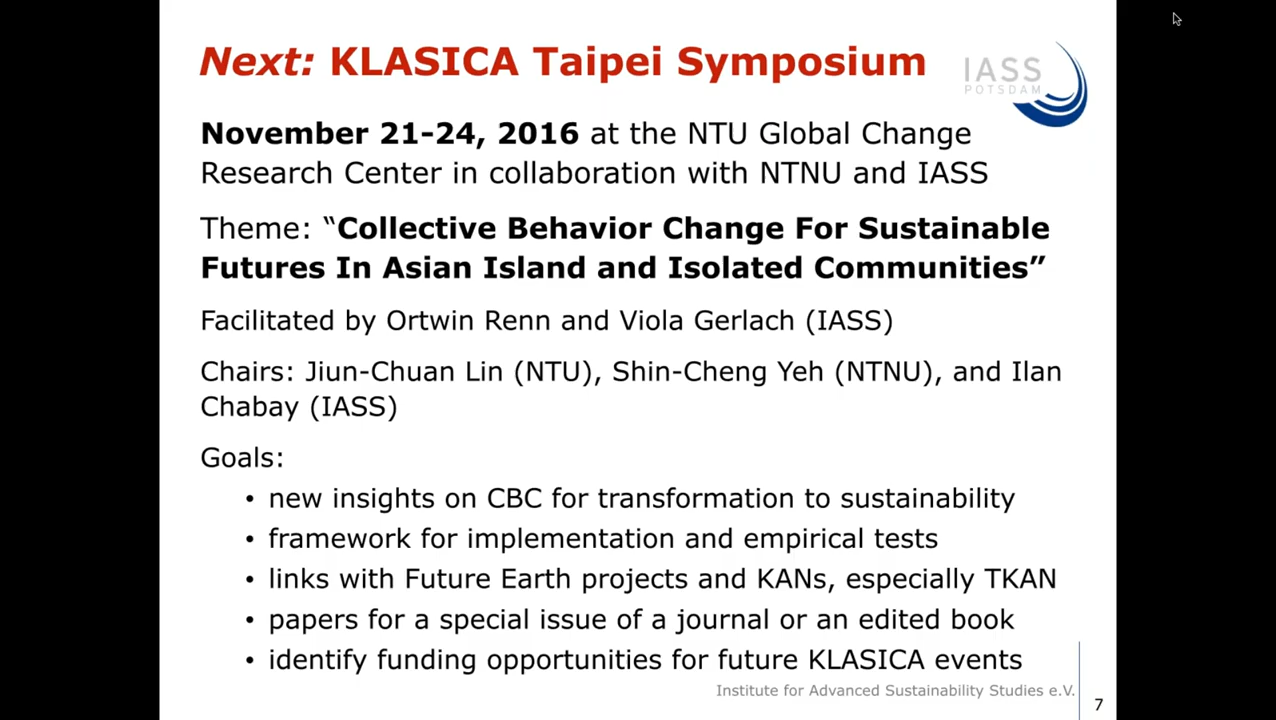 Next: KLASICA Taipei Symposium
IASS
POTSDAM
November 21-24, 2016 at the NTU Global Change
Research Center in collaboration with NTNU and IASS
Theme: “Collective Behavior Change For Sustainable
Futures In Asian Island and Isolated Communities”
Facilitated by Ortwin Renn and Viola Gerlach (IASS)
Chairs: Jiun-Chuan Lin (NTU), Shin-Cheng Yeh (NTNU), and Ilan
Chabay (IASS)
Goals:
• new insights on CBC for transformation to sustainability
• framework for implementation and empirical tests
• links with Future Earth projects and KANs, especially TKAN
• papers for a special issue of a journal or an edited book
• identify funding opportunities for future KLASICA events
Institute for Advanced Sustainability Studies e.V.
7